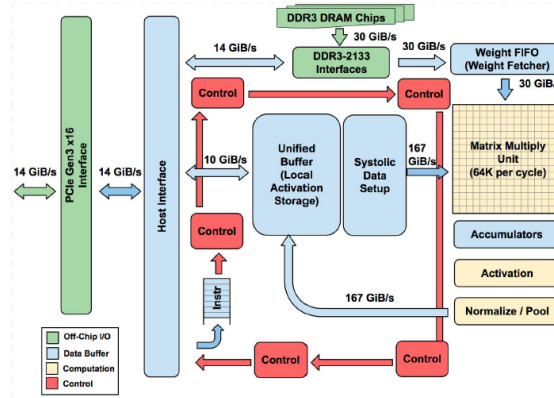 DDR3 DRAM Chips
14 GiB/s
30 GiB/s
30 GiB/s
DDR3-2133
Interfaces
Weight FIFO
(Weight Fetcher)
30 GiB/s
Control
Control
14 GiB/s
PCIe Gen3 x16
Interface
14 GiB/s
Host Interface
10 GiB/s
Unified
Buffer
(Local
Activation
Storage)
Systolic
Data
Setup
167
GiB/s
Matrix Multiply
Unit
(64K per cycle)
Accumulators
Activation
Normalize / Pool
Control
Instr
167 GiB/s
Off-Chip I/O
Data Buffer
Computation
Control
Control
Control